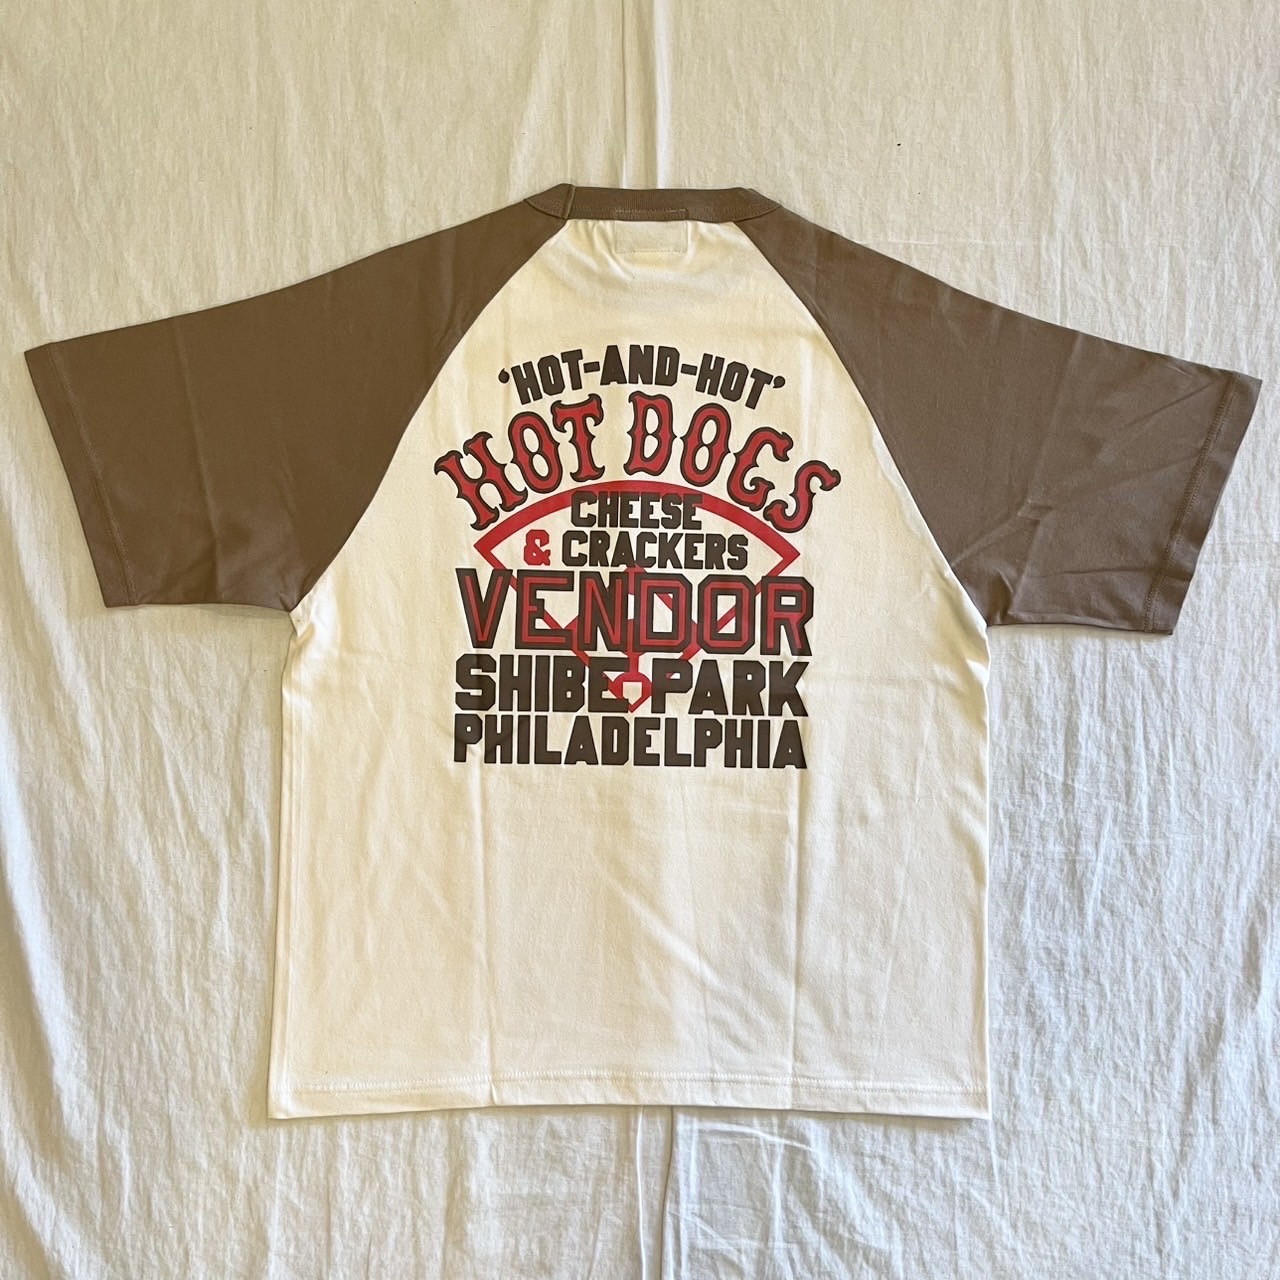 ‘HOT-AND-HOT’
HOT DOGS
CHEESE
& CRACKERS
VENDOR
SHIBE PARK
PHILADELPHIA